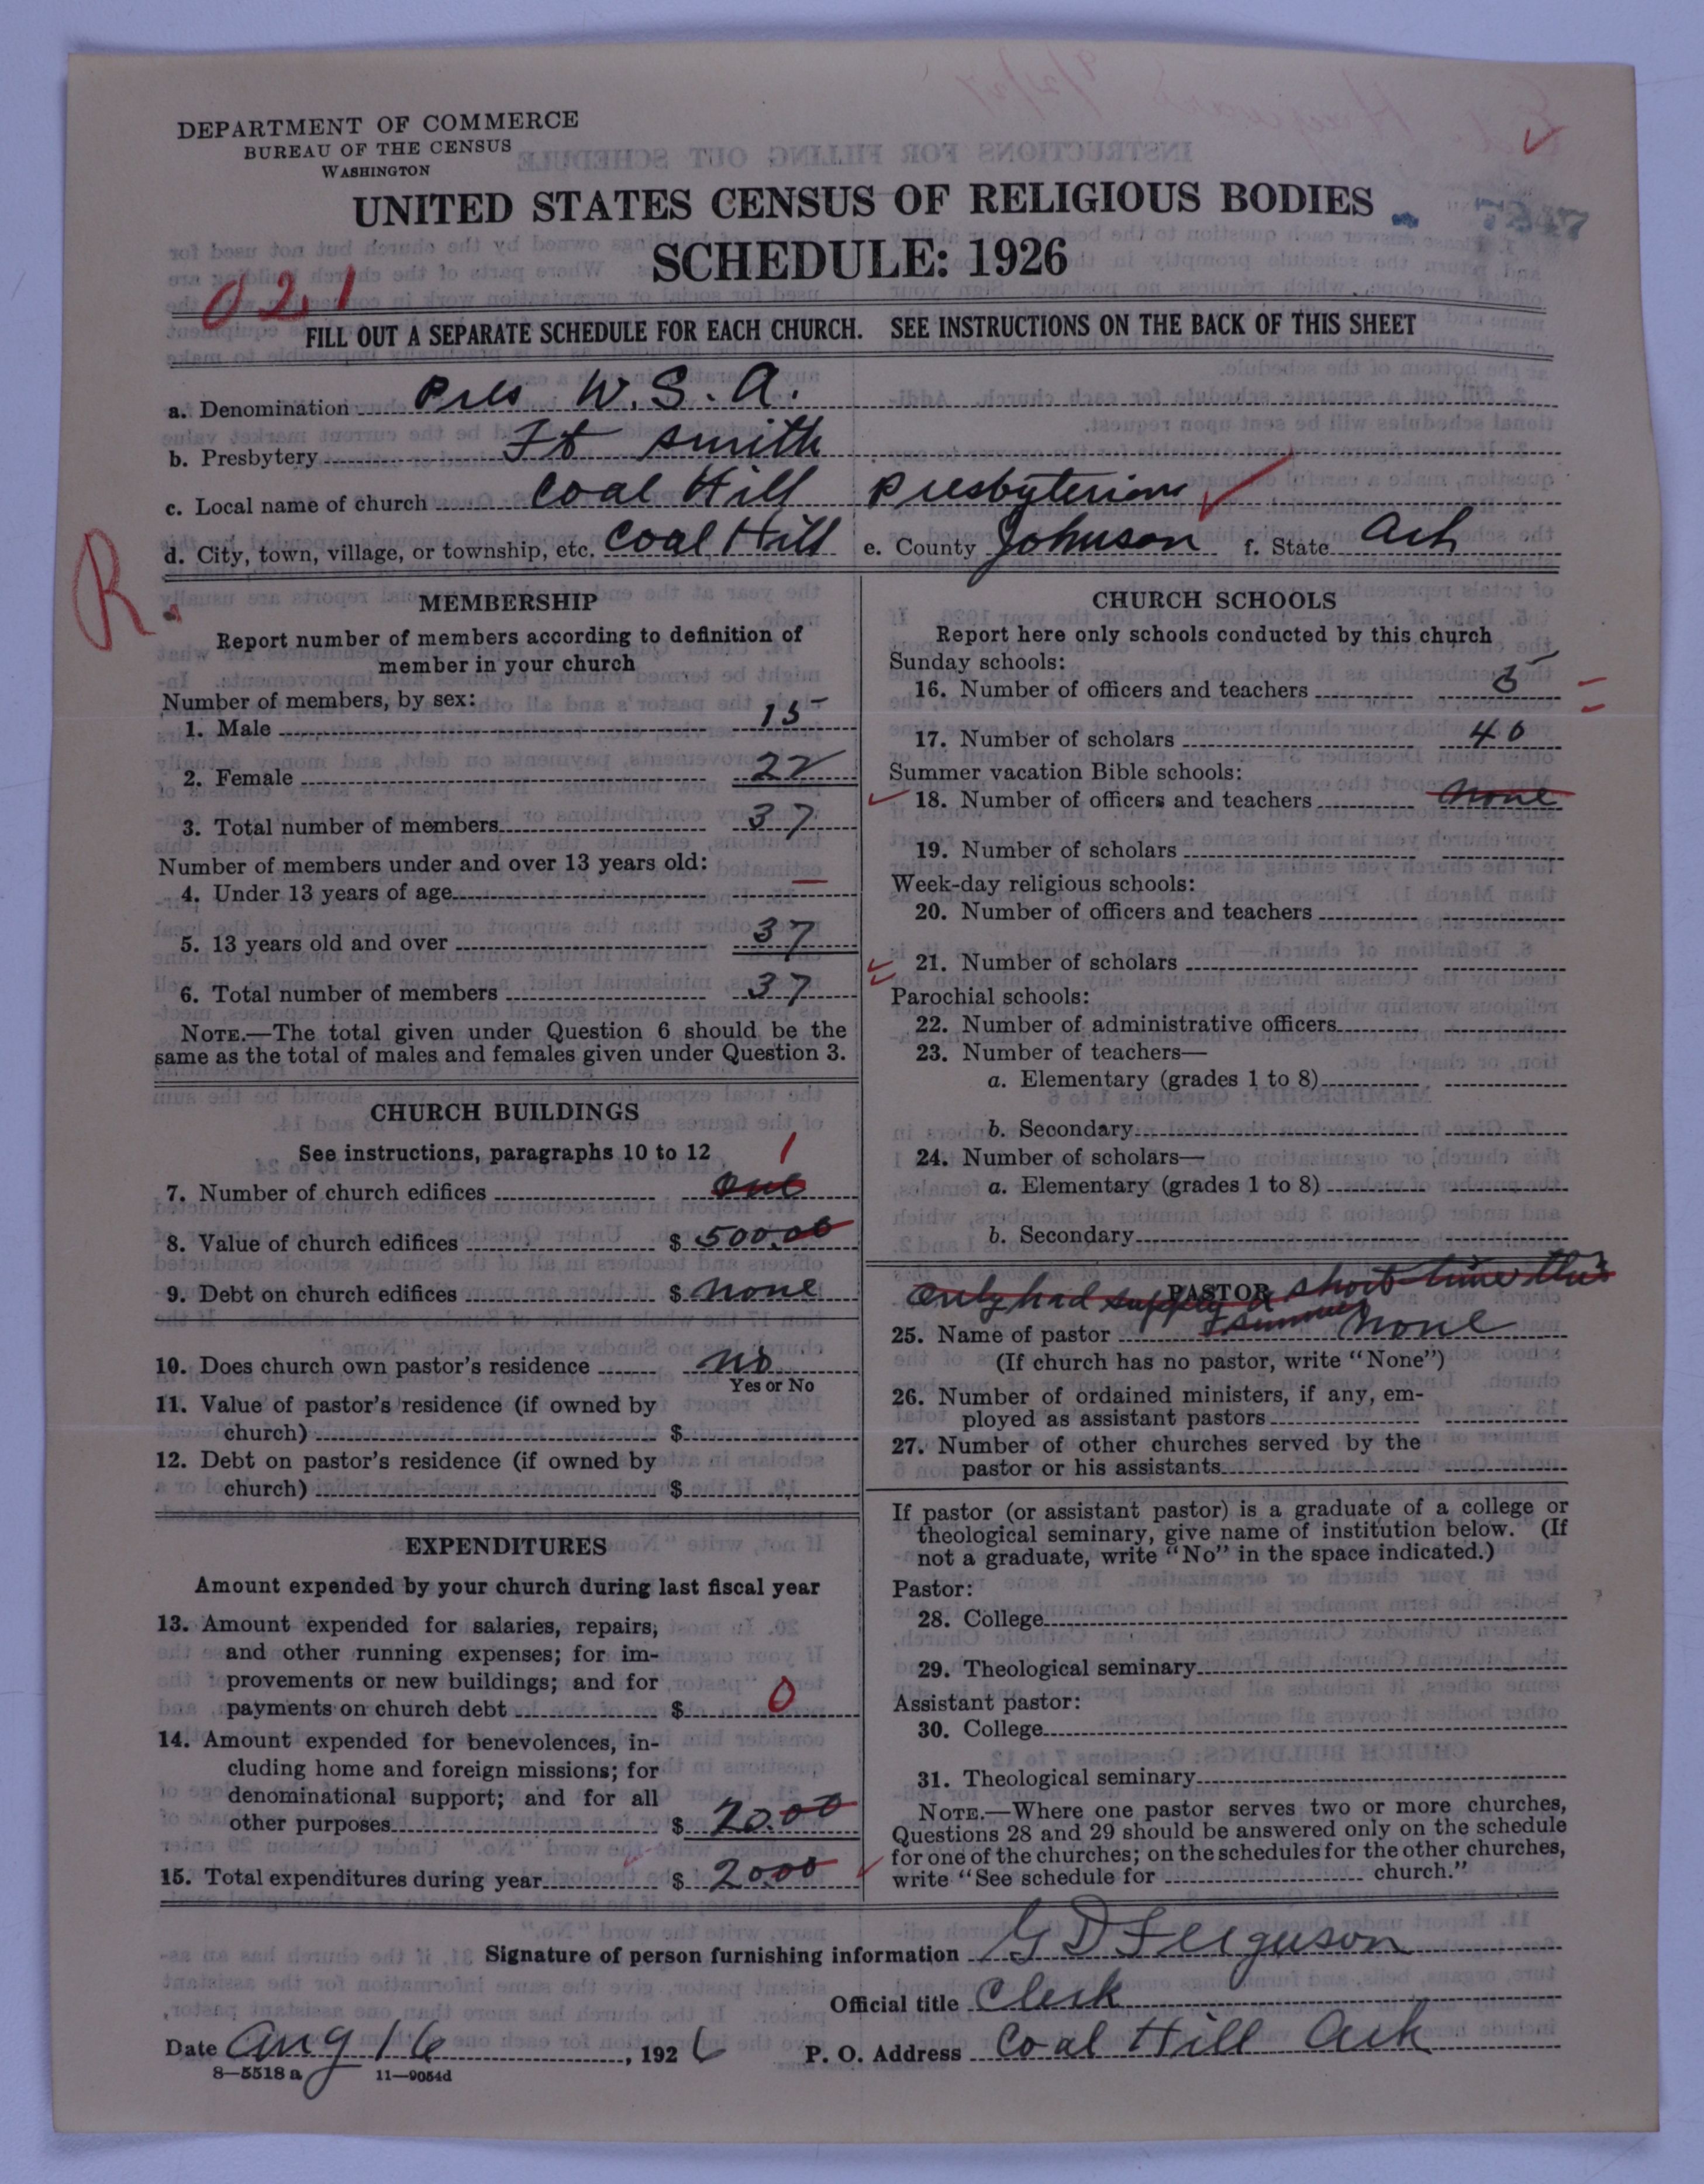 DEPARTMENT OF COMMERCE
BUREAU OF THE CENSUS
WASHINGTON
UNITED STATES CENSUS OF RELIGIOUS BODIES
SCHEDULE: 1926
021
FILL OUT A SEPARATE SCHEDULE FOR EACH CHURCH. SEE INSTRUCTIONS ON THE BACK OF THIS SHEET
a. Denomination Pres W.S.A.
b. Presbytery Ft Smith
c. Local name of church Coal Hill Presbyterian
d. City, town, village, or township, etc. Coal Hill e. County Johnson f. State Ark
R.
MEMBERSHIP
Report number of members according to definition of
member in your church
Number of members, by sex:
1. Male 15
2. Female 22
3. Total number of members 37
Number of members under and over 13 years old:
4. Under 13 years of age —
5. 13 years old and over 37
6. Total number of members 37
NOTE.—The total given under Question 6 should be the
same as the total of males and females given under Question 3.
CHURCH BUILDINGS
See instructions, paragraphs 10 to 12
7. Number of church edifices one 1
8. Value of church edifices $ 500.00
9. Debt on church edifices $ none
10. Does church own pastor's residence no
Yes or No
11. Value of pastor's residence (if owned by
church) $
12. Debt on pastor's residence (if owned by
church) $
EXPENDITURES
Amount expended by your church during last fiscal year
13. Amount expended for salaries, repairs,
and other running expenses; for im-
provements or new buildings; and for
payments on church debt $ 0
14. Amount expended for benevolences, in-
cluding home and foreign missions; for
denominational support; and for all
other purposes $ 20.00
15. Total expenditures during year $ 20.00
CHURCH SCHOOLS
Report here only schools conducted by this church
Sunday schools:
16. Number of officers and teachers 5
17. Number of scholars 40
Summer vacation Bible schools:
18. Number of officers and teachers none
19. Number of scholars
Week-day religious schools:
20. Number of officers and teachers
21. Number of scholars
Parochial schools:
22. Number of administrative officers
23. Number of teachers—
a. Elementary (grades 1 to 8)
b. Secondary
24. Number of scholars—
a. Elementary (grades 1 to 8)
b. Secondary
PASTOR
Only had supply a short time this
summer
25. Name of pastor none
(If church has no pastor, write "None")
26. Number of ordained ministers, if any, em-
ployed as assistant pastors
27. Number of other churches served by the
pastor or his assistants
If pastor (or assistant pastor) is a graduate of a college or
theological seminary, give name of institution below. (If
not a graduate, write "No" in the space indicated.)
Pastor:
28. College
29. Theological seminary
Assistant pastor:
30. College
31. Theological seminary
NOTE.—Where one pastor serves two or more churches,
Questions 28 and 29 should be answered only on the schedule
for one of the churches; on the schedules for the other churches,
write "See schedule for church."
Signature of person furnishing information G D Ferguson
Official title Clerk
Date Aug 16, 1926 P. O. Address Coal Hill Ark
8—5518a 11—9054d